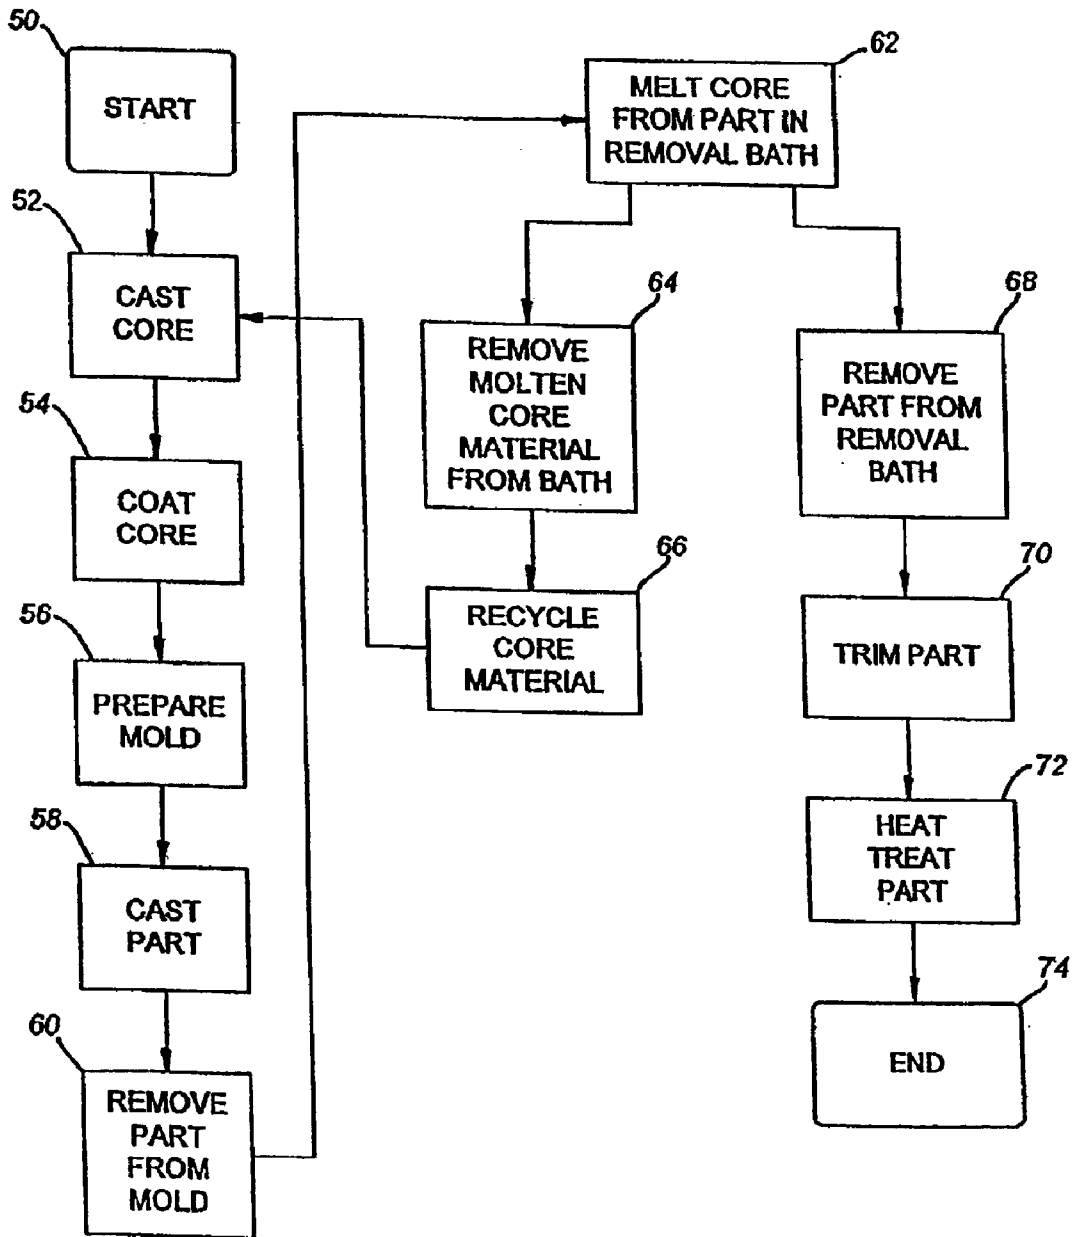 50
START
52
CAST
CORE
54
COAT
CORE
56
PREPARE
MOLD
58
CAST
PART
60
REMOVE
PART
FROM
MOLD
62
MELT CORE
FROM PART IN
REMOVAL BATH
64
REMOVE
MOLTEN
CORE
MATERIAL
FROM BATH
66
RECYCLE
CORE
MATERIAL
68
REMOVE
PART FROM
REMOVAL
BATH
70
TRIM PART
72
HEAT
TREAT
PART
74
END